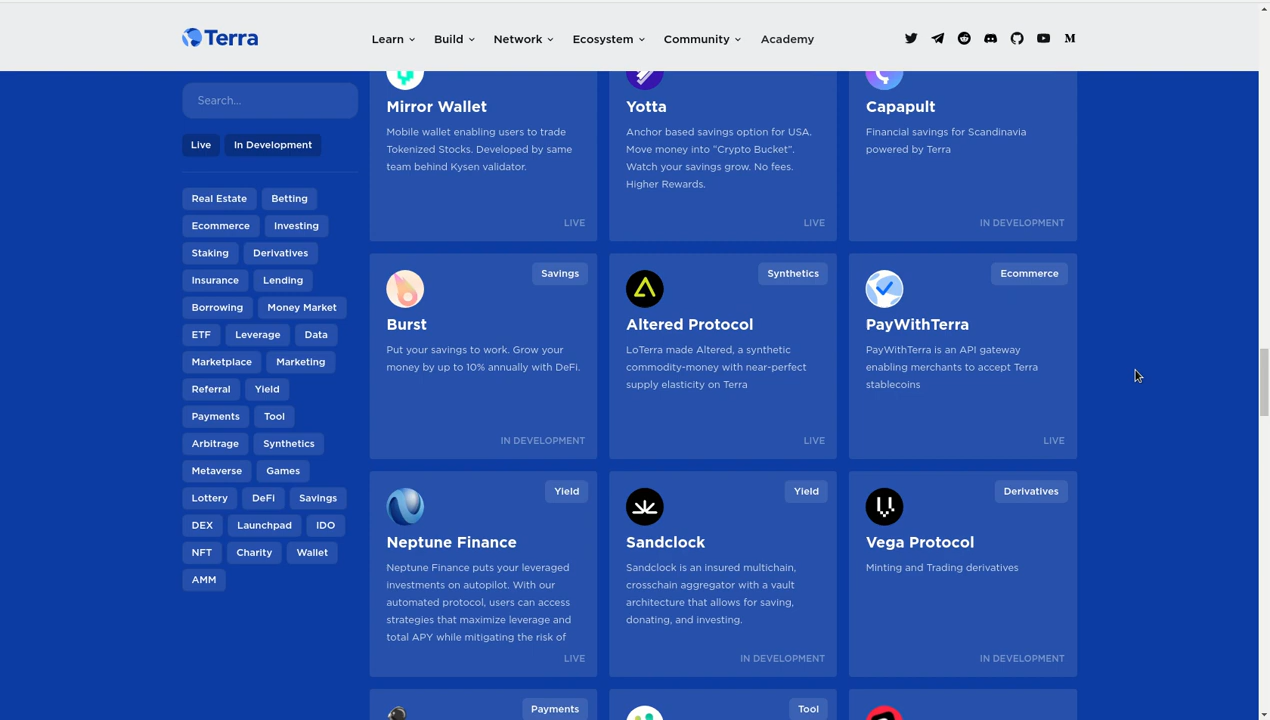 Terra
Learn
Build
Network
Ecosystem
Community
Academy
Search...
Live
In Development
Real Estate
Betting
Ecommerce
Investing
Staking
Derivatives
Insurance
Lending
Borrowing
Money Market
ETF
Leverage
Data
Marketplace
Marketing
Referral
Yield
Payments
Tool
Arbitrage
Synthetics
Metaverse
Games
Lottery
DeFi
Savings
DEX
Launchpad
IDO
NFT
Charity
Wallet
AMM
Mirror Wallet
Mobile wallet enabling users to trade
Tokenized Stocks. Developed by same
team behind Kysen validator.
LIVE
Yotta
Anchor based savings option for USA.
Move money into "Crypto Bucket".
Watch your savings grow. No fees.
Higher Rewards.
LIVE
Capapult
Financial savings for Scandinavia
powered by Terra
IN DEVELOPMENT
Savings
Burst
Put your savings to work. Grow your
money by up to 10% annually with DeFi.
IN DEVELOPMENT
Synthetics
Altered Protocol
LoTerra made Altered, a synthetic
commodity-money with near-perfect
supply elasticity on Terra
LIVE
Ecommerce
PayWithTerra
PayWithTerra is an API gateway
enabling merchants to accept Terra
stablecoins
LIVE
Yield
Neptune Finance
Neptune Finance puts your leveraged
investments on autopilot. With our
automated protocol, users can access
strategies that maximize leverage and
total APY while mitigating the risk of
LIVE
Yield
Sandclock
Sandclock is an insured multichain,
crosschain aggregator with a vault
architecture that allows for saving,
donating, and investing.
IN DEVELOPMENT
Derivatives
Vega Protocol
Minting and Trading derivatives
IN DEVELOPMENT
Payments
Tool